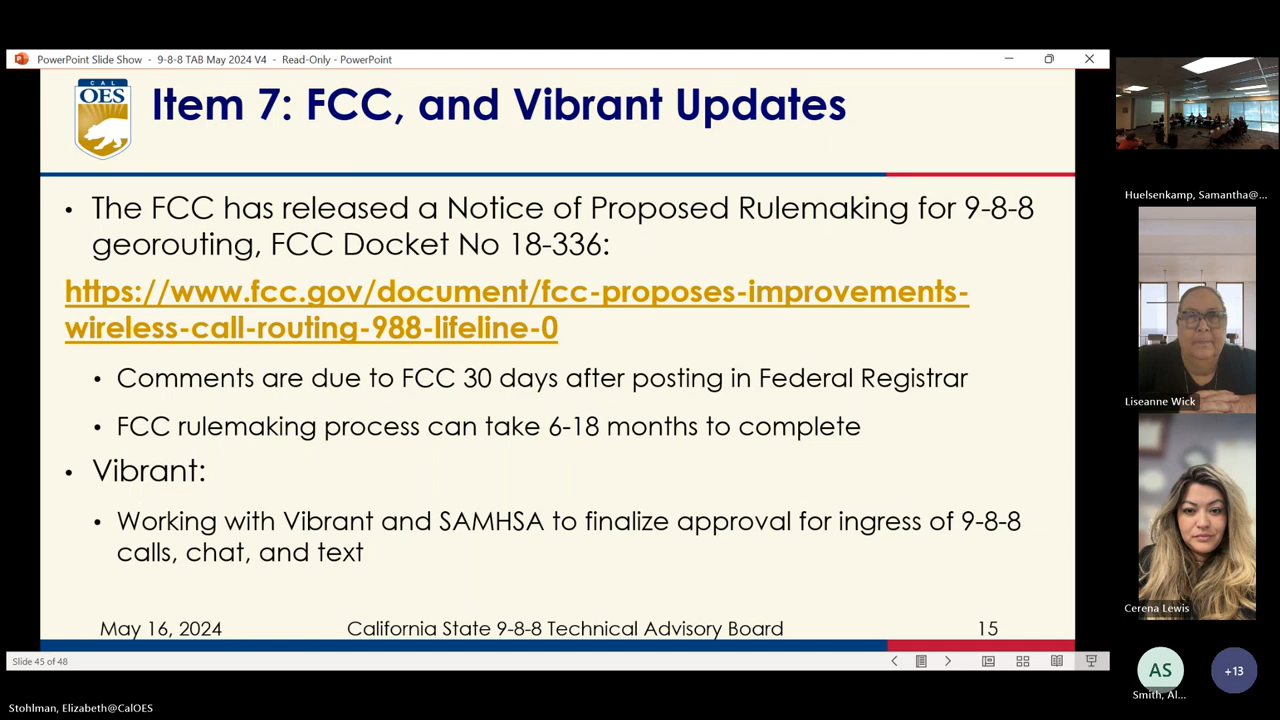 PowerPoint Slide Show - 9-8-8 TAB May 2024 V4 - Read-Only - PowerPoint
CAL
OES
Item 7: FCC, and Vibrant Updates
• The FCC has released a Notice of Proposed Rulemaking for 9-8-8
georouting, FCC Docket No 18-336:
https://www.fcc.gov/document/fcc-proposes-improvements-
wireless-call-routing-988-lifeline-0
• Comments are due to FCC 30 days after posting in Federal Registrar
• FCC rulemaking process can take 6-18 months to complete
• Vibrant:
• Working with Vibrant and SAMHSA to finalize approval for ingress of 9-8-8
calls, chat, and text
May 16, 2024 California State 9-8-8 Technical Advisory Board 15
Slide 45 of 48
Stohlman, Elizabeth@CalOES
Huelsenkamp, Samantha@...
Liseanne Wick
Cerena Lewis
AS
+13
Smith, Al...